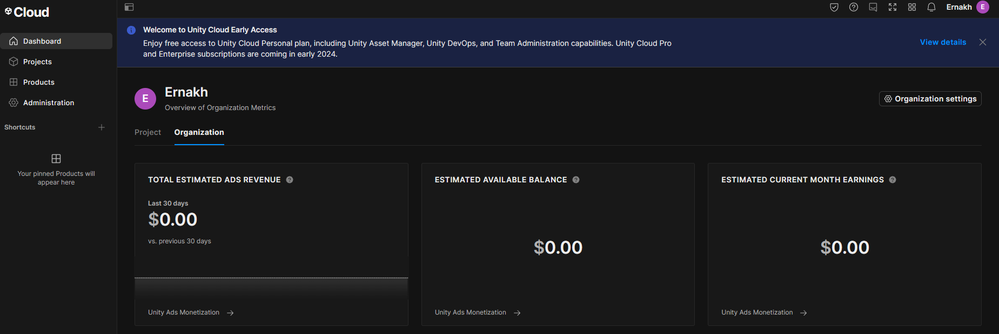 Cloud
Ernakh E
Dashboard
Projects
Products
Administration
Shortcuts
Your pinned Products will
appear here
Welcome to Unity Cloud Early Access
Enjoy free access to Unity Cloud Personal plan, including Unity Asset Manager, Unity DevOps, and Team Administration capabilities. Unity Cloud Pro
and Enterprise subscriptions are coming in early 2024.
View details
E
Ernakh
Overview of Organization Metrics
Organization settings
Project Organization
TOTAL ESTIMATED ADS REVENUE ?
Last 30 days
$0.00
vs. previous 30 days
Unity Ads Monetization →
ESTIMATED AVAILABLE BALANCE ?
$0.00
Unity Ads Monetization →
ESTIMATED CURRENT MONTH EARNINGS ?
$0.00
Unity Ads Monetization →